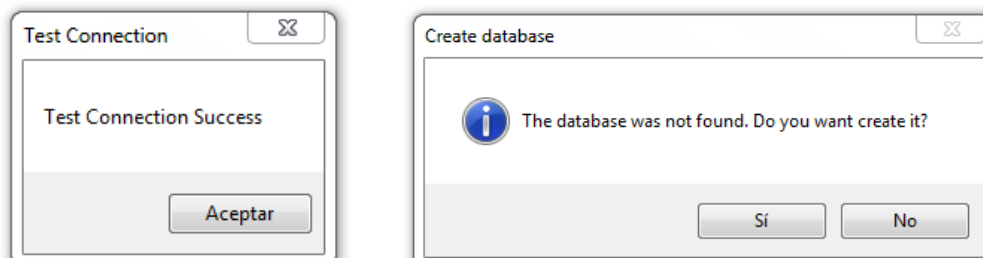 Test Connection
Test Connection Success
Aceptar
Create database
The database was not found. Do you want create it?
Sí
No